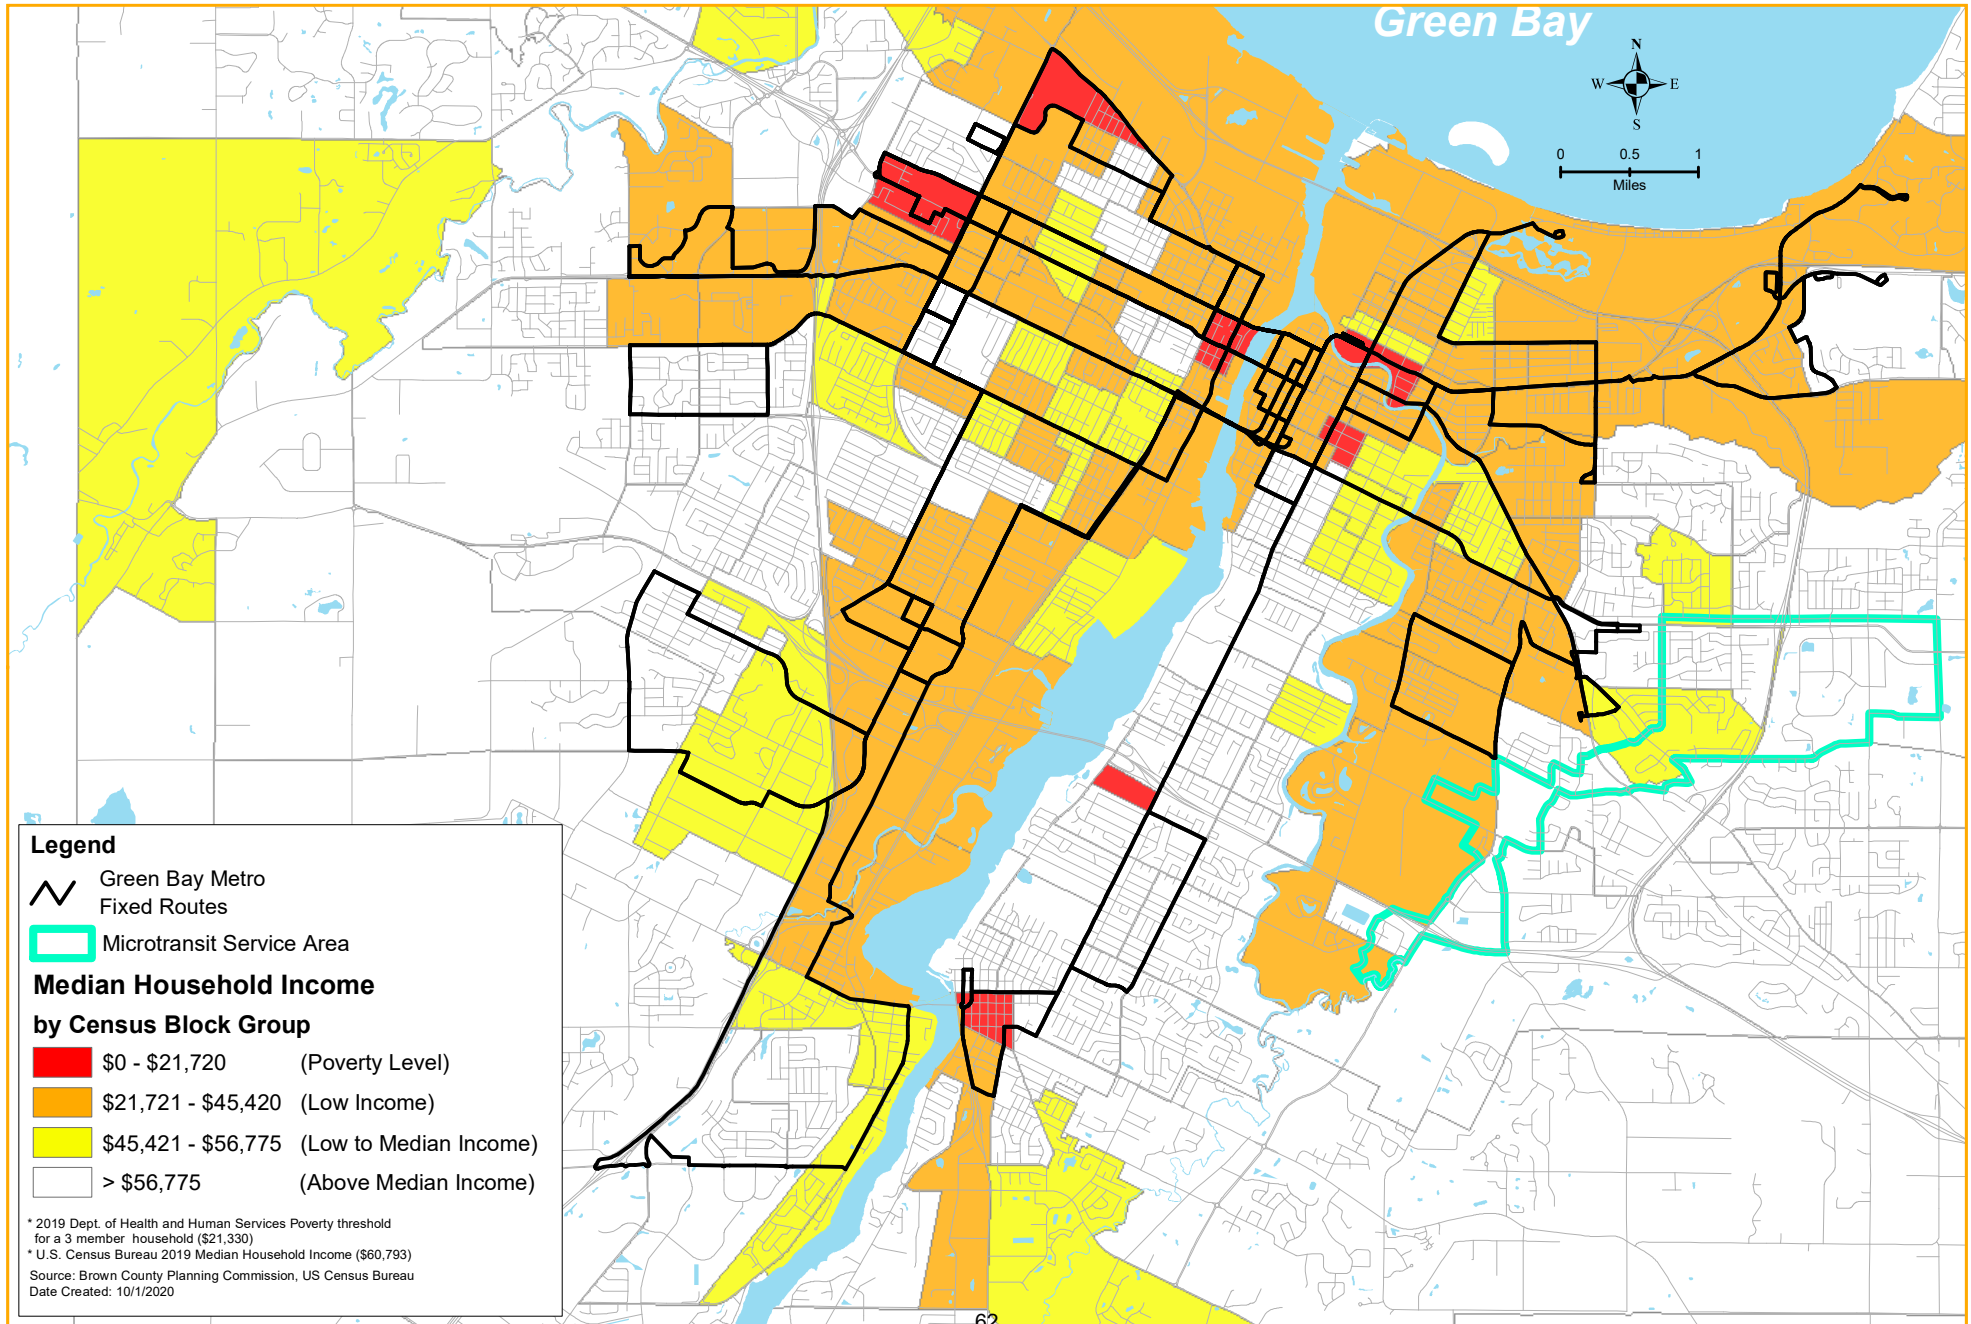 Green Bay
N
W E
S
0 0.5 1
Miles
Legend
Green Bay Metro
Fixed Routes
Microtransit Service Area
Median Household Income
by Census Block Group
$0 - $21,720 (Poverty Level)
$21,721 - $45,420 (Low Income)
$45,421 - $56,775 (Low to Median Income)
> $56,775 (Above Median Income)
* 2019 Dept. of Health and Human Services Poverty threshold
for a 3 member household ($21,330)
* U.S. Census Bureau 2019 Median Household Income ($60,793)
Source: Brown County Planning Commission, US Census Bureau
Date Created: 10/1/2020
62